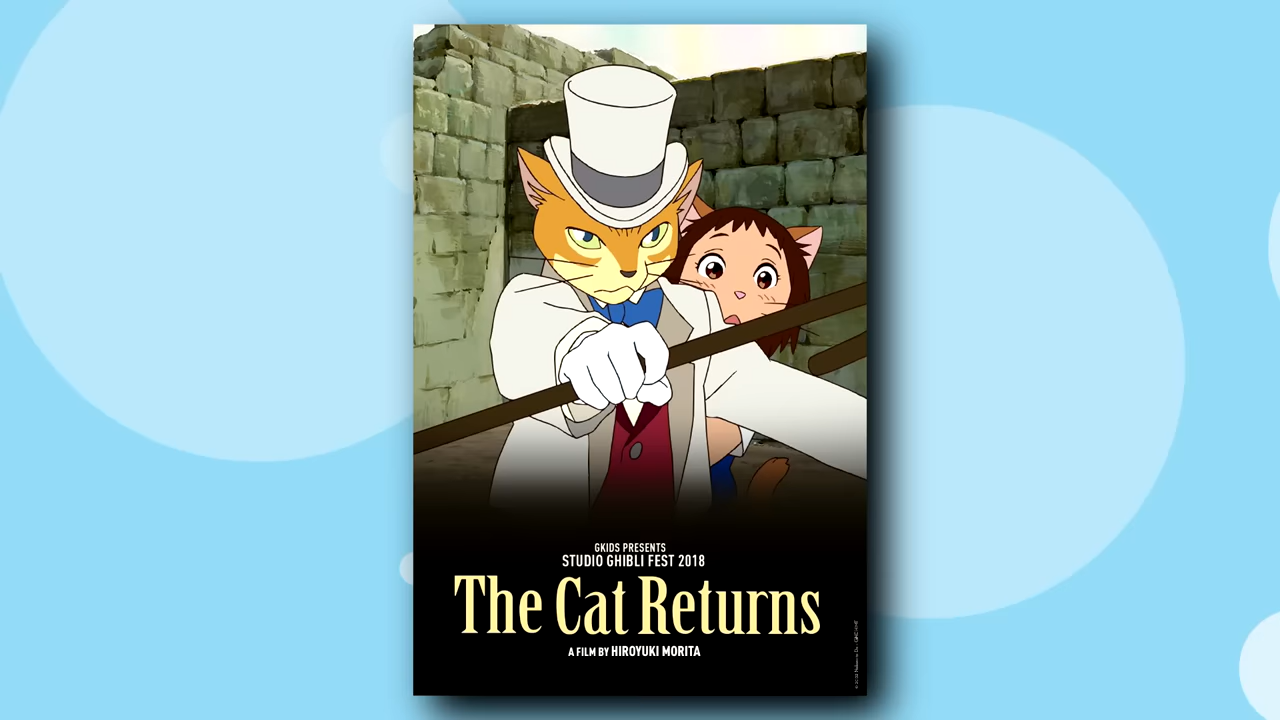 GKIDS PRESENTS
STUDIO GHIBLI FEST 2018
The Cat Returns
A FILM BY HIROYUKI MORITA